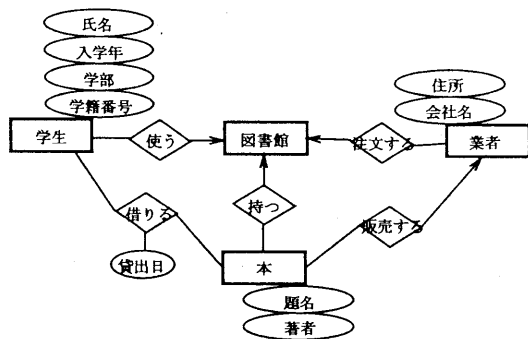 氏名
入学年
学部
学籍番号
学生
使う
図書館
注文する
住所
会社名
業者
借りる
持つ
販売する
貸出日
本
題名
著者